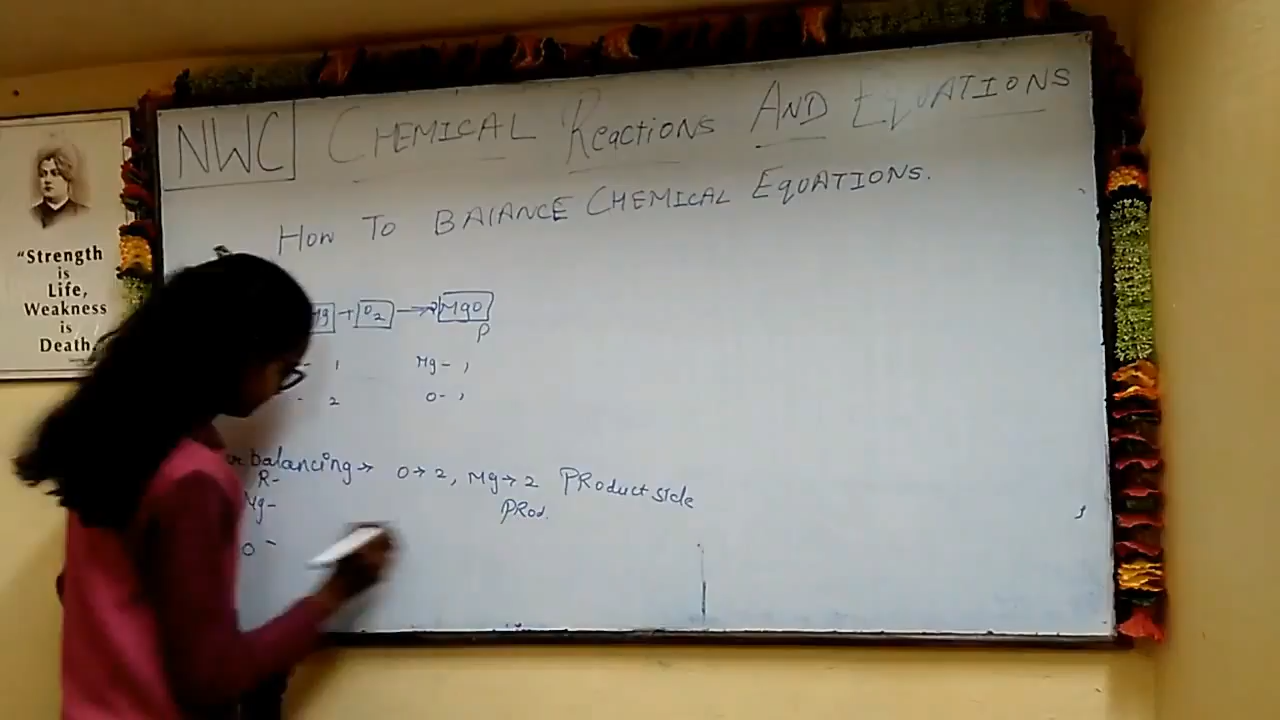 NWC CHEMICAL Reactions AND EQUATIONS
HOW TO BALANCE CHEMICAL EQUATIONS.
"Strength
is
Life,
Weakness
is
Death.
Mg + O2 → 2MgO
P
- 1 Mg - 1
- 2 O - 1
balancing → O→2, Mg→2 PRoduct side
R-
Mg- PRod.
O -